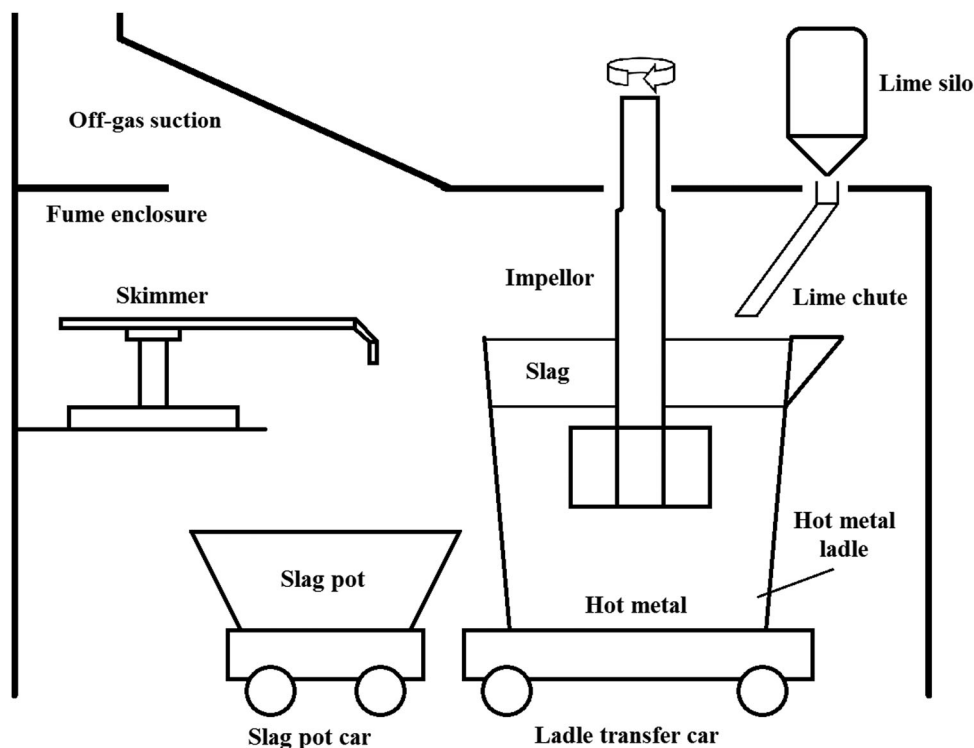 Lime silo
Off-gas suction
Fume enclosure
Impellor
Skimmer
Lime chute
Slag
Hot metal
ladle
Slag pot
Hot metal
Slag pot car
Ladle transfer car